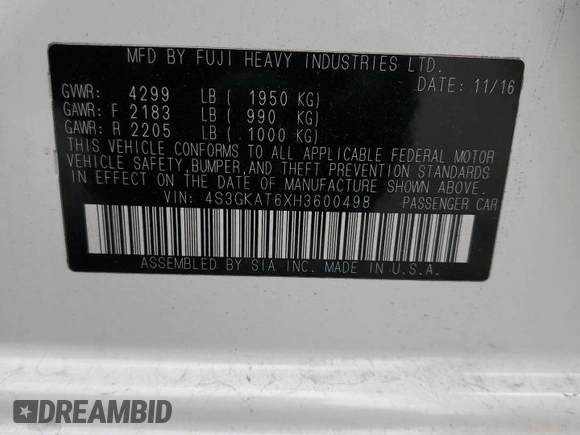 MFD BY FUJI HEAVY INDUSTRIES LTD.
DATE: 11/16
GVWR: 4299 LB ( 1950 KG)
GAWR: F 2183 LB ( 990 KG)
GAWR: R 2205 LB ( 1000 KG)
THIS VEHICLE CONFORMS TO ALL APPLICABLE FEDERAL MOTOR
VEHICLE SAFETY,BUMPER,AND THEFT PREVENTION STANDARDS
IN EFFECT ON THE DATE OF MANUFACTURE SHOWN ABOVE.
VIN: 4S3GKAT6XH3600498 PASSENGER CAR
ASSEMBLED BY SIA INC. MADE IN U.S.A.
DREAMBID